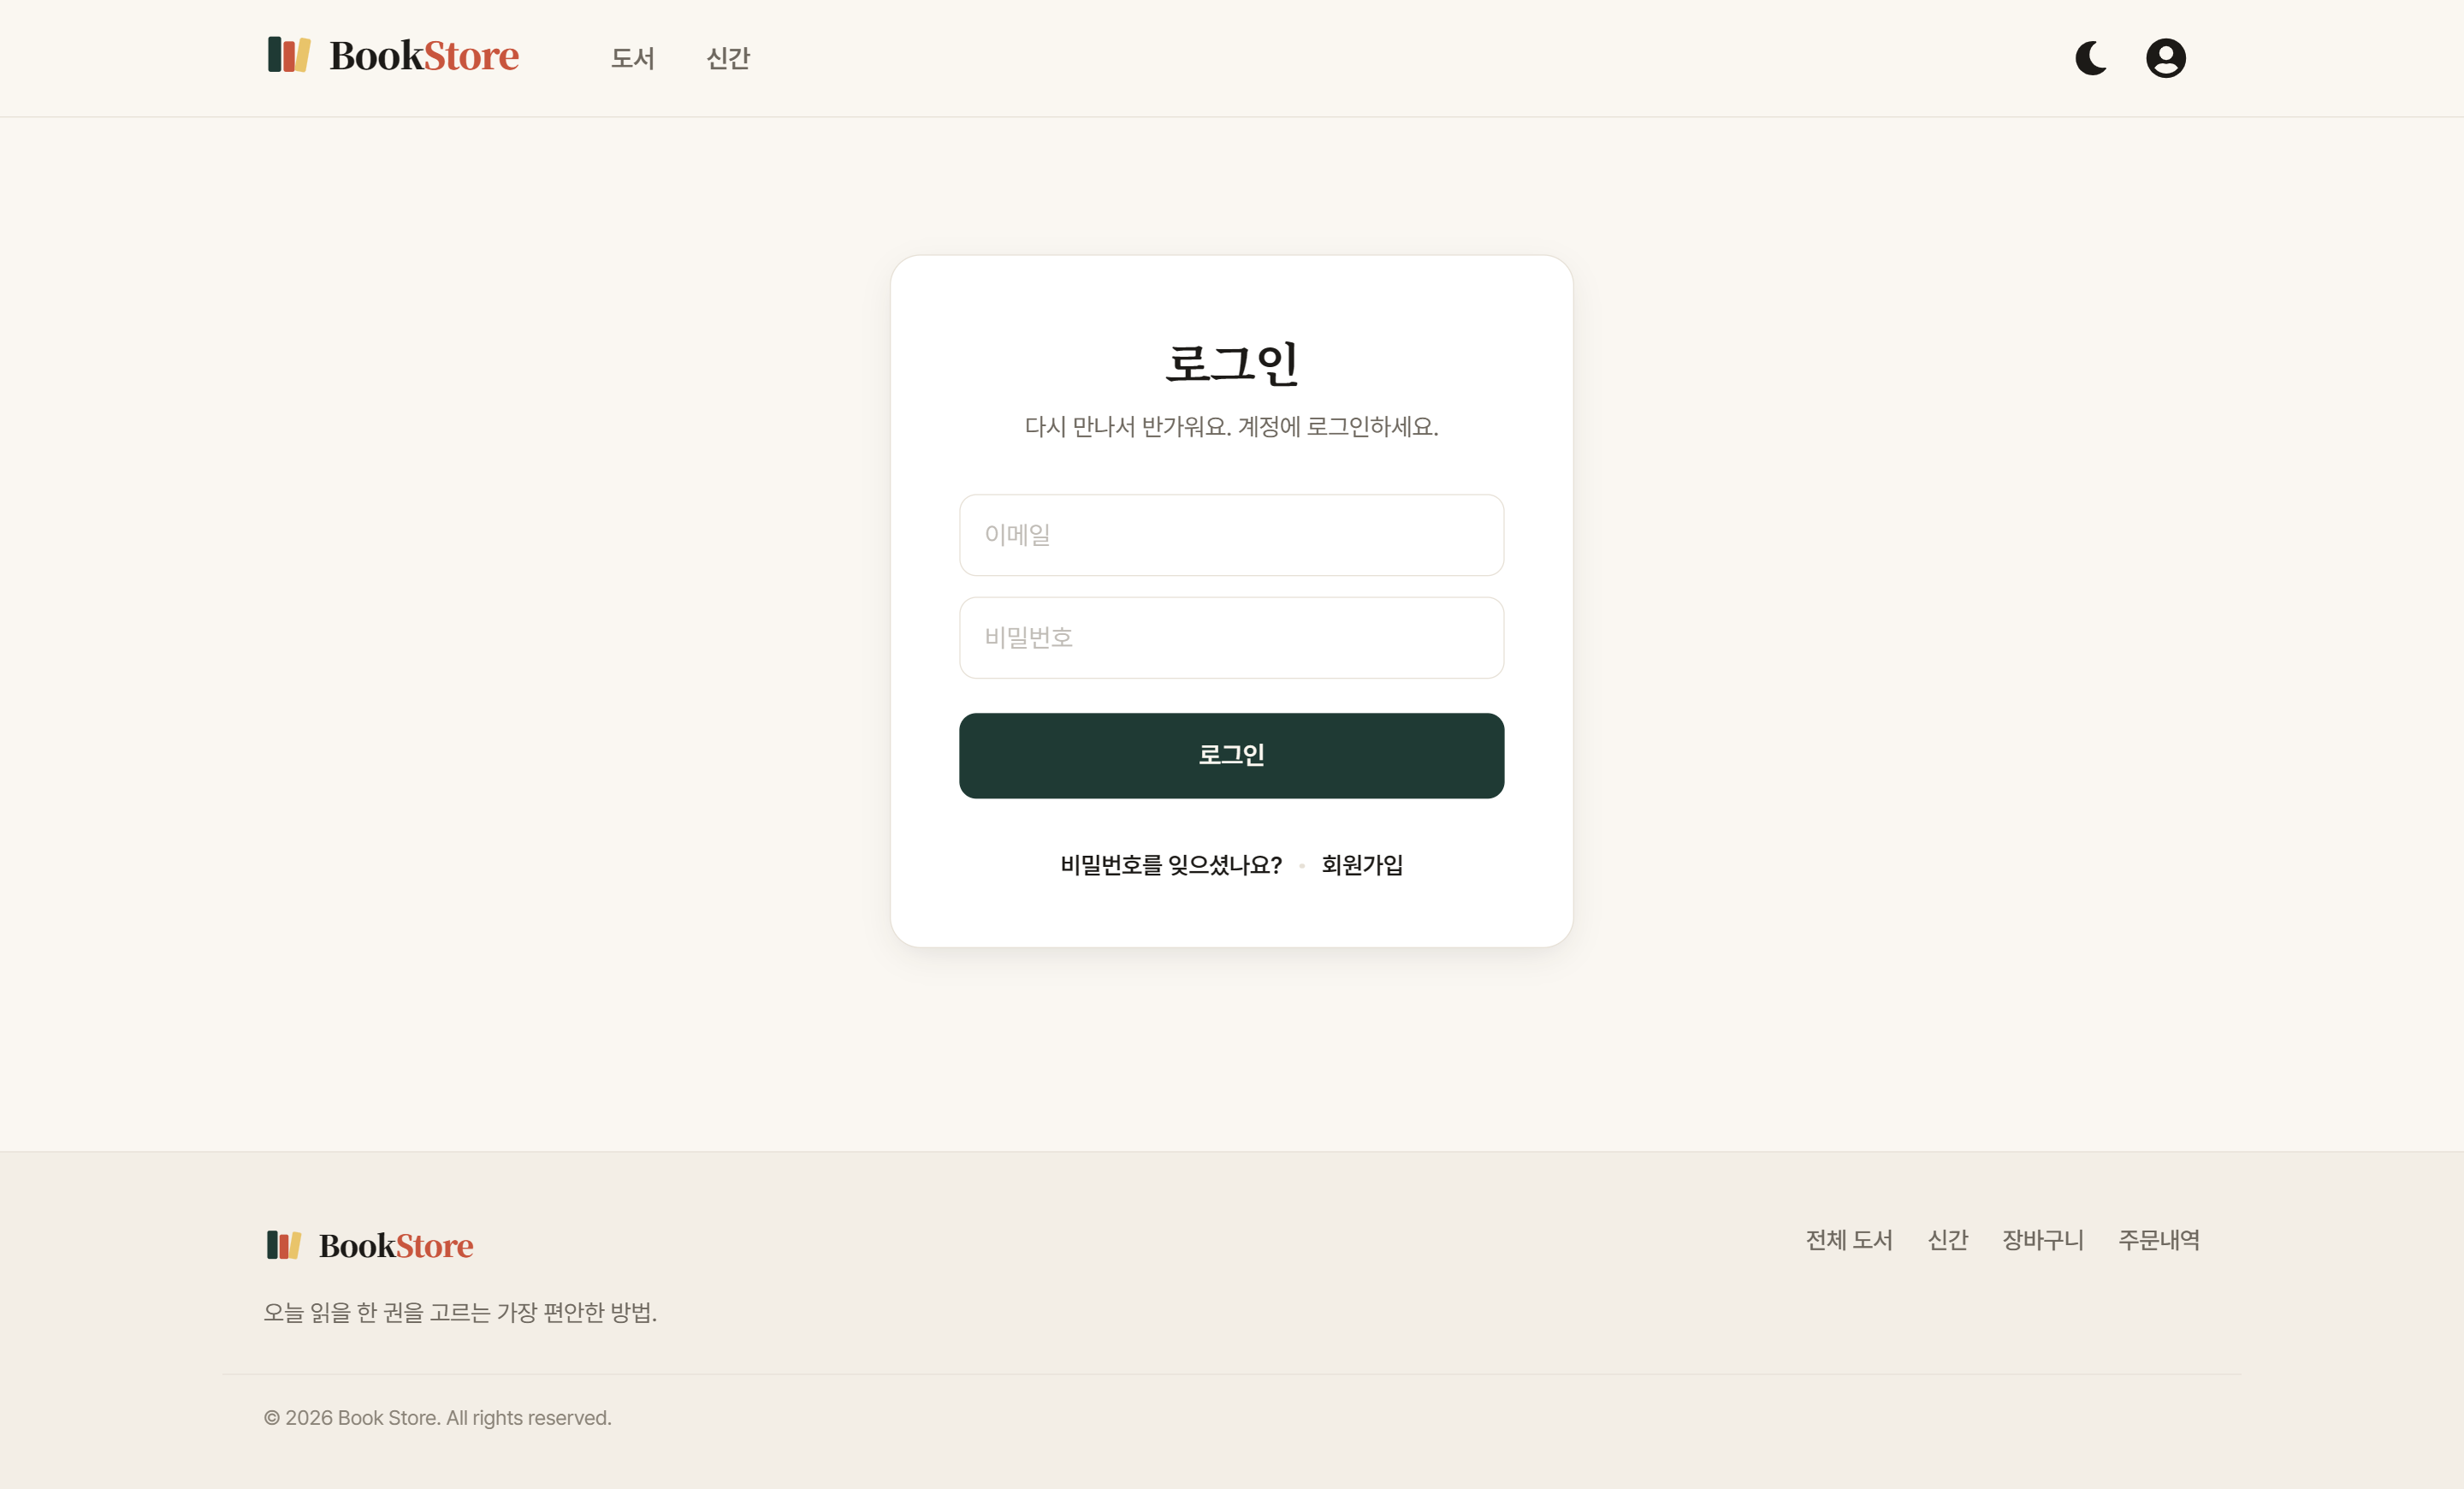 BookStore
도서
신간
로그인
다시 만나서 반가워요. 계정에 로그인하세요.
이메일
비밀번호
로그인
비밀번호를 잊으셨나요? • 회원가입
BookStore
전체 도서
신간
장바구니
주문내역
오늘 읽을 한 권을 고르는 가장 편안한 방법.
© 2026 Book Store. All rights reserved.